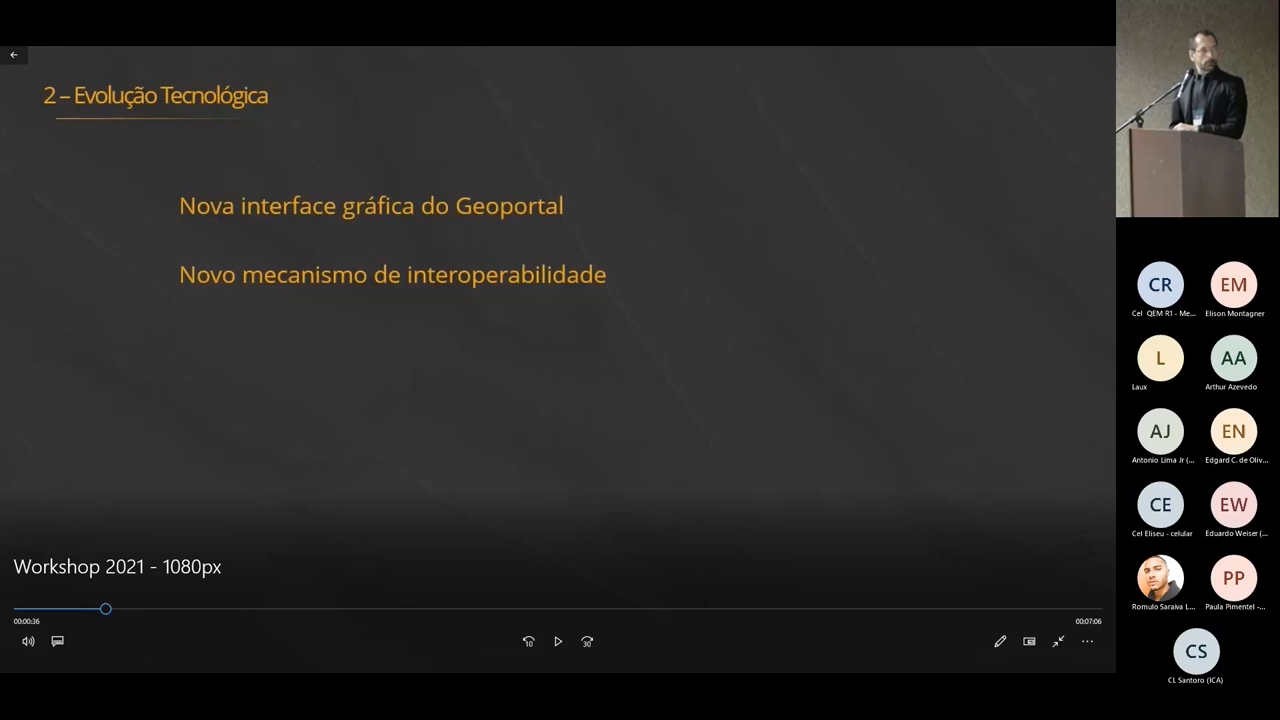 2 – Evolução Tecnológica
Nova interface gráfica do Geoportal
Novo mecanismo de interoperabilidade
Workshop 2021 - 1080px
00:00:36
00:07:06
10
30
CR
EM
Cel QEM R1 - Me...
Elison Montagner
L
AA
Laux
Arthur Azevedo
AJ
EN
Antonio Lima Jr (...
Edgard C. de Oliv...
CE
EW
Cel Eliseu - celular
Eduardo Weiser (...
PP
Romulo Saraiva L...
Paula Pimentel -...
CS
CL Santoro (ICA)